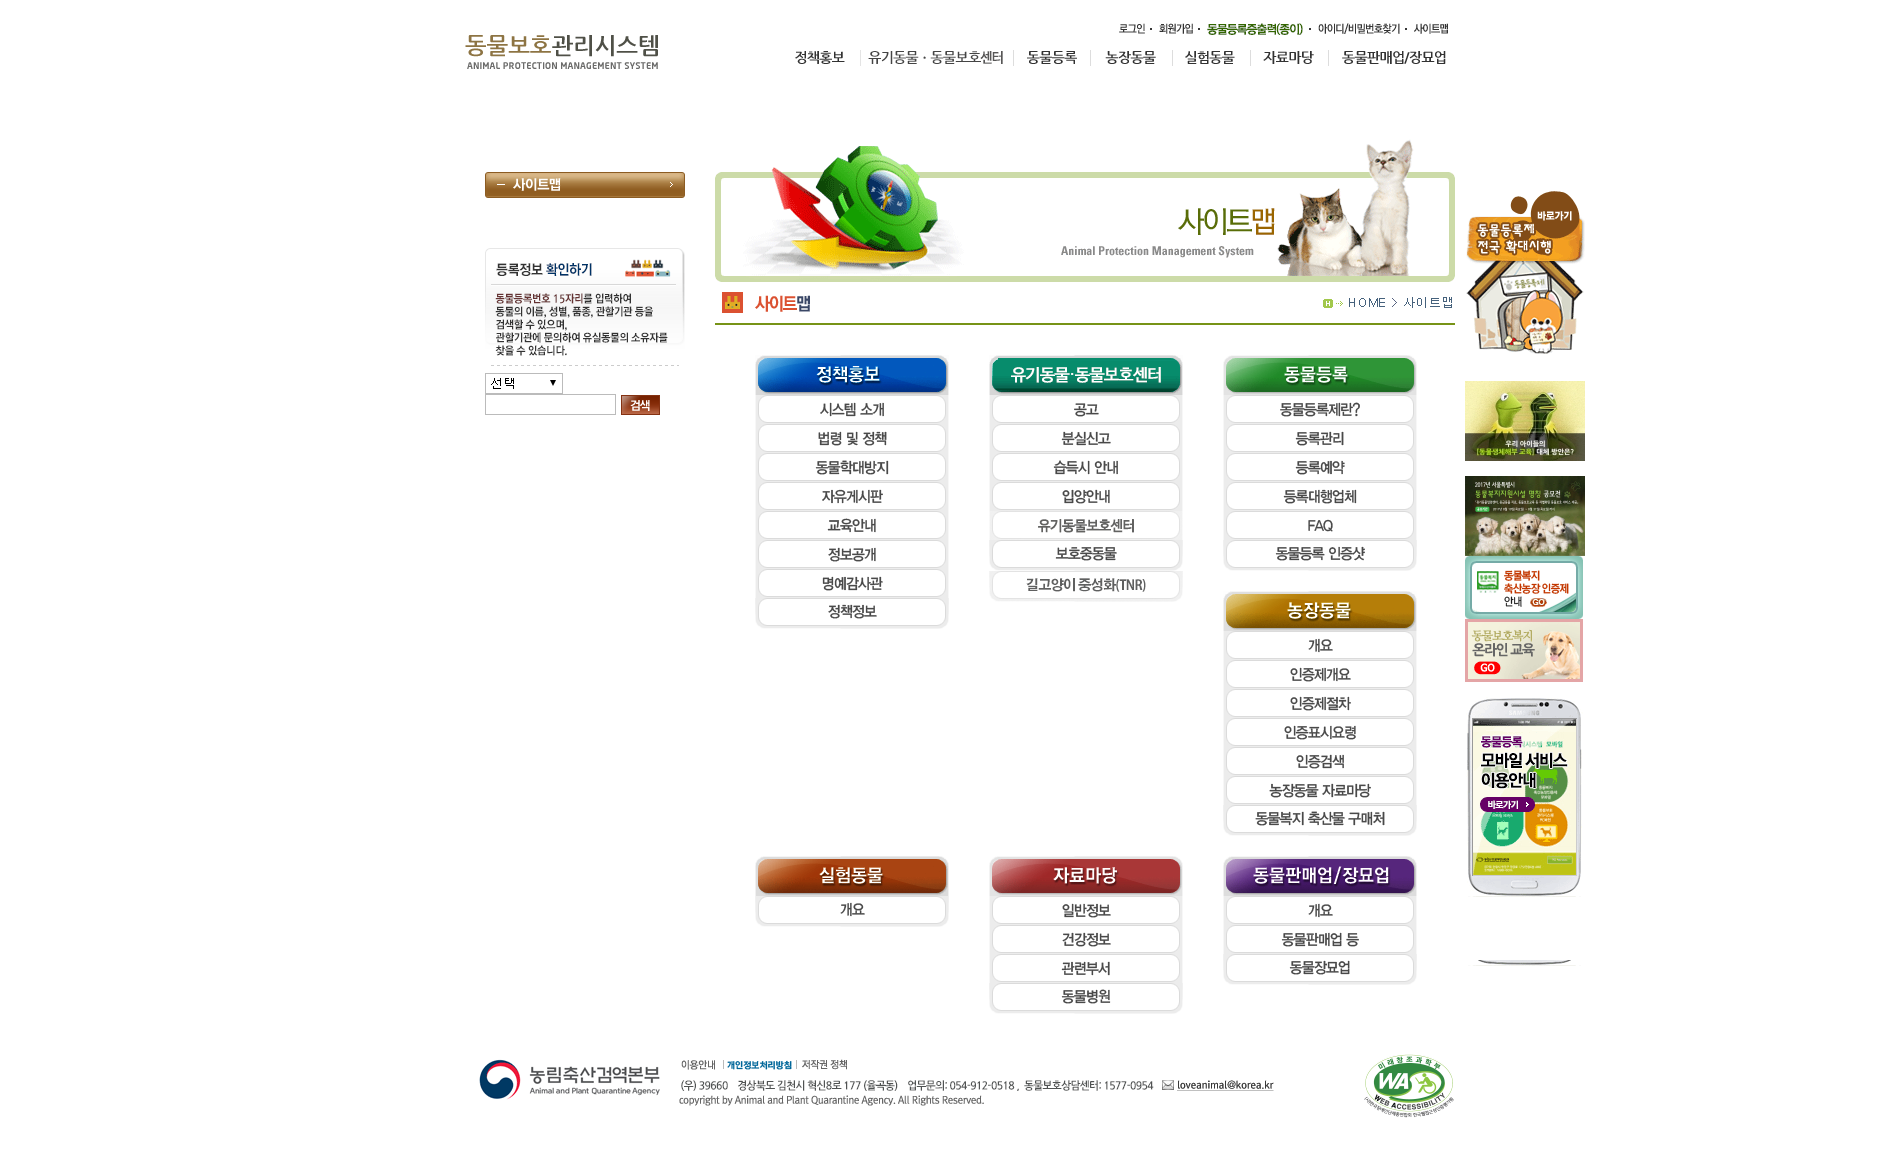 로그인 • 회원가입 • 동물등록증출력(종이) • 아이디/비밀번호찾기 • 사이트맵
동물보호관리시스템
ANIMAL PROTECTION MANAGEMENT SYSTEM
정책홍보 유기동물 · 동물보호센터 동물등록 농장동물 실험동물 자료마당 동물판매업/장묘업
사이트맵
등록정보 확인하기
동물등록번호 15자리를 입력하여
동물의 이름, 성별, 품종, 관할기관 등을
검색할 수 있으며,
관할기관에 문의하여 유실동물의 소유자를
찾을 수 있습니다.
선택
검색
사이트맵
Animal Protection Management System
사이트맵
HOME > 사이트맵
정책홍보
시스템 소개
법령 및 정책
동물학대방지
자유게시판
교육안내
정보공개
명예감사관
정책정보
유기동물·동물보호센터
공고
분실신고
습득시 안내
입양안내
유기동물보호센터
보호중동물
길고양이 중성화(TNR)
동물등록
동물등록제란?
등록관리
등록예약
등록대행업체
FAQ
동물등록 인증샷
농장동물
개요
인증제개요
인증제절차
인증표시요령
인증검색
농장동물 자료마당
동물복지 축산물 구매처
실험동물
개요
자료마당
일반정보
건강정보
관련부서
동물병원
동물판매업/장묘업
개요
동물판매업 등
동물장묘업
바로가기
동물등록제
전국 확대시행
동물등록제
우리 아이들의
[동물생체해부 교육] 대체 방안은?
2017년 서울특별시
동물복지지원시설 명칭 공모전
동물복지
축산농장 인증제
안내 GO
동물보호복지
온라인 교육
GO
동물등록시스템 모바일
모바일 서비스
이용안내
바로가기
농림축산검역본부
Animal and Plant Quarantine Agency
이용안내 | 개인정보처리방침 | 저작권 정책
(우) 39660 경상북도 김천시 혁신8로 177 (율곡동) 업무문의: 054-912-0518 , 동물보호상담센터: 1577-0954 loveanimal@korea.kr
copyright by Animal and Plant Quarantine Agency. All Rights Reserved.
미래창조과학부
WA
WEB ACCESSIBILITY